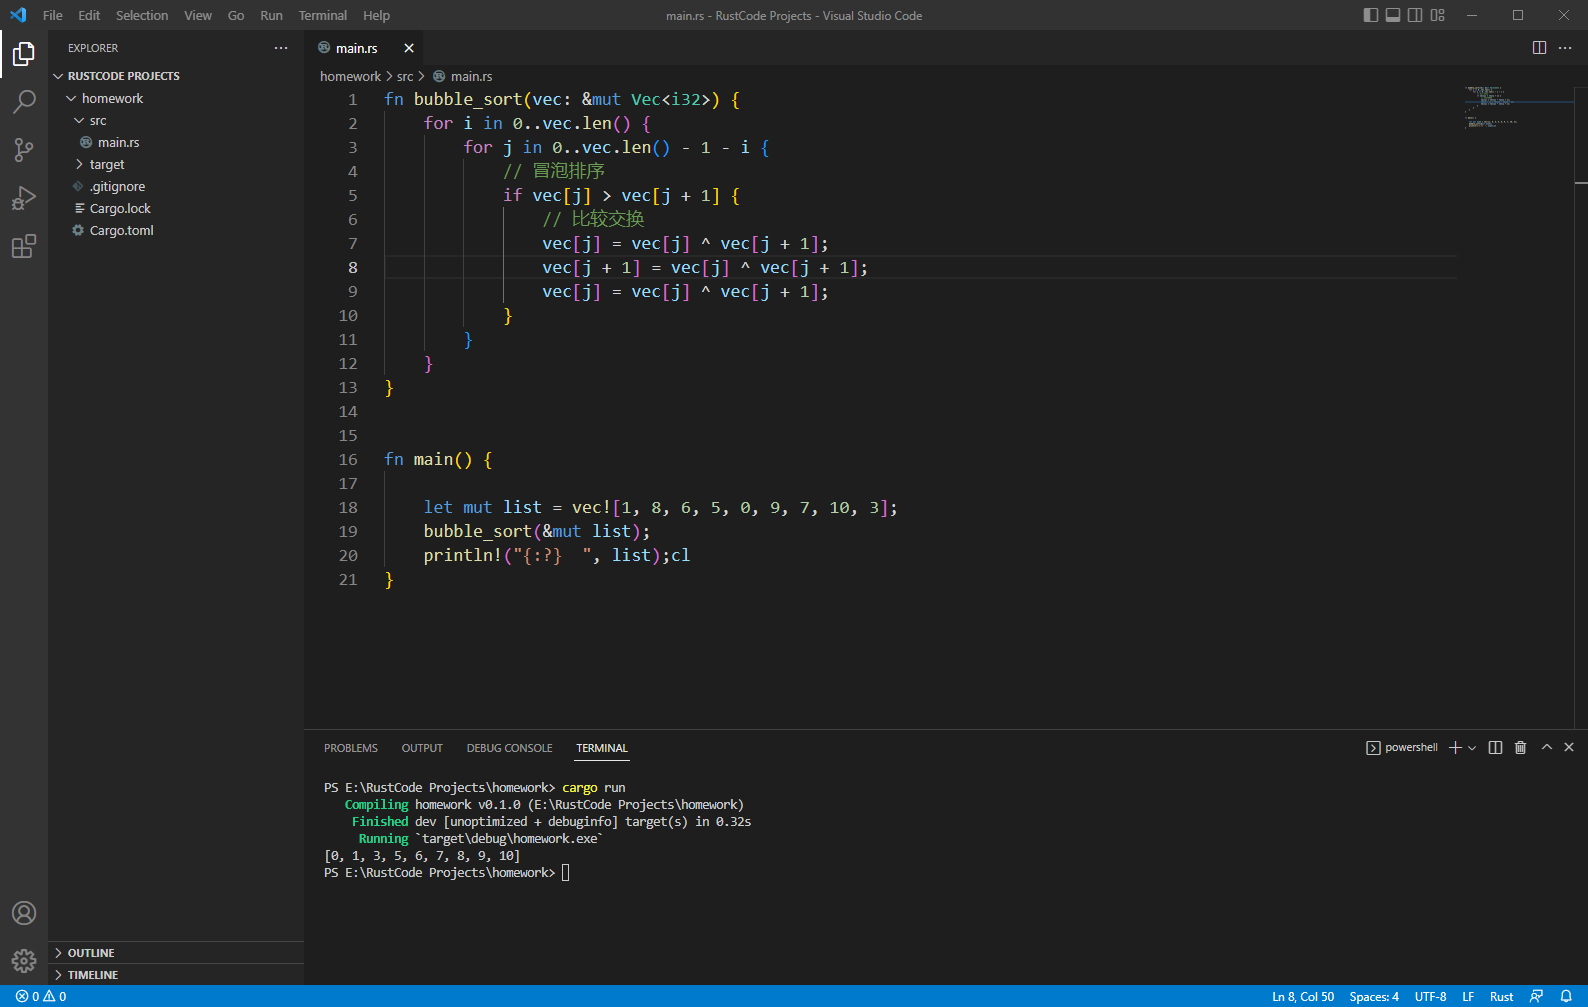 File Edit Selection View Go Run Terminal Help
main.rs - RustCode Projects - Visual Studio Code
EXPLORER
RUSTCODE PROJECTS
homework
src
main.rs
target
.gitignore
Cargo.lock
Cargo.toml
OUTLINE
TIMELINE
main.rs
homework > src > main.rs
1 fn bubble_sort(vec: &mut Vec<i32>) {
2     for i in 0..vec.len() {
3         for j in 0..vec.len() - 1 - i {
4             // 冒泡排序
5             if vec[j] > vec[j + 1] {
6                 // 比较交换
7                 vec[j] = vec[j] ^ vec[j + 1];
8                 vec[j + 1] = vec[j] ^ vec[j + 1];
9                 vec[j] = vec[j] ^ vec[j + 1];
10             }
11         }
12     }
13 }
14
15
16 fn main() {
17
18     let mut list = vec![1, 8, 6, 5, 0, 9, 7, 10, 3];
19     bubble_sort(&mut list);
20     println!("{:?}  ", list);cl
21 }
PROBLEMS OUTPUT DEBUG CONSOLE TERMINAL
powershell
PS E:\RustCode Projects\homework> cargo run
Compiling homework v0.1.0 (E:\RustCode Projects\homework)
Finished dev [unoptimized + debuginfo] target(s) in 0.32s
Running `target\debug\homework.exe`
[0, 1, 3, 5, 6, 7, 8, 9, 10]
PS E:\RustCode Projects\homework>
0 0
Ln 8, Col 50 Spaces: 4 UTF-8 LF Rust